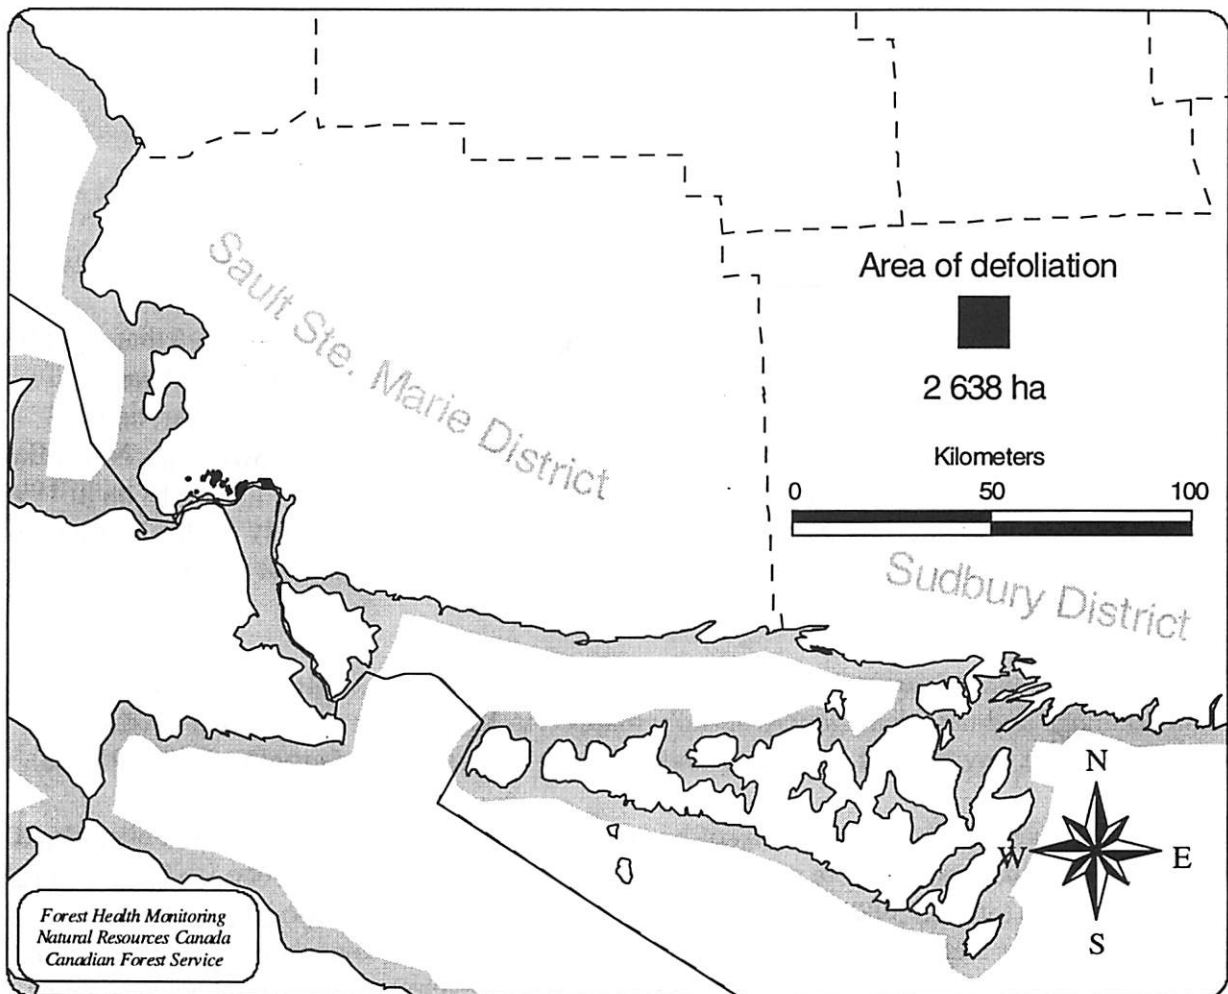 Sault Ste. Marie District
Area of defoliation
2 638 ha
Kilometers
0 50 100
Sudbury District
N
W E
S
Forest Health Monitoring
Natural Resources Canada
Canadian Forest Service